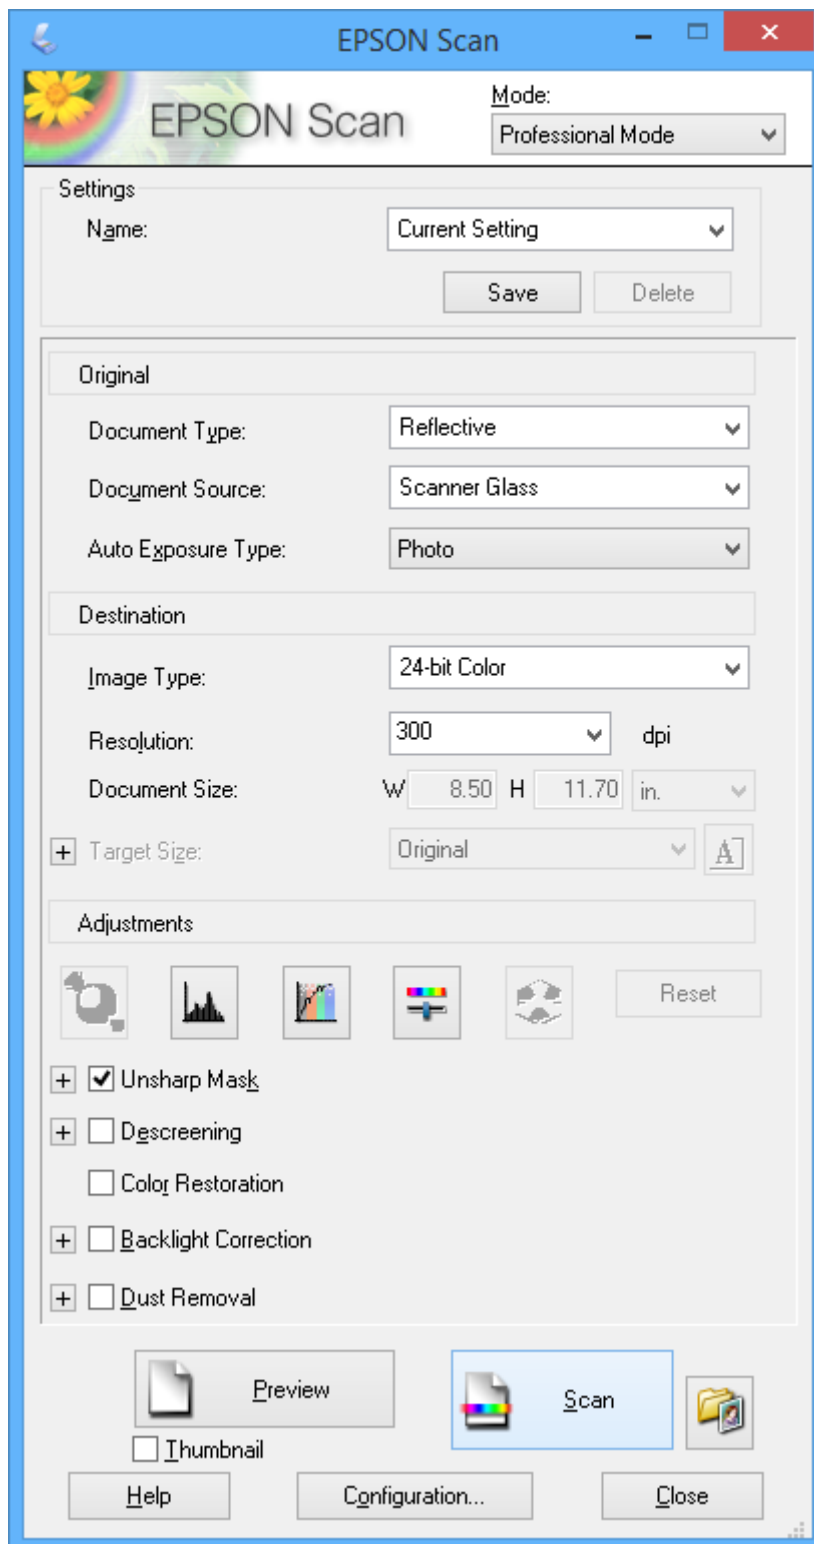 EPSON Scan
EPSON Scan
Mode:
Professional Mode
Settings
Name: Current Setting
Save Delete
Original
Document Type: Reflective
Document Source: Scanner Glass
Auto Exposure Type: Photo
Destination
Image Type: 24-bit Color
Resolution: 300 dpi
Document Size: W 8.50 H 11.70 in.
+ Target Size: Original A
Adjustments
Reset
+ Unsharp Mask
+ Descreening
Color Restoration
+ Backlight Correction
+ Dust Removal
Preview Scan
Thumbnail
Help Configuration... Close